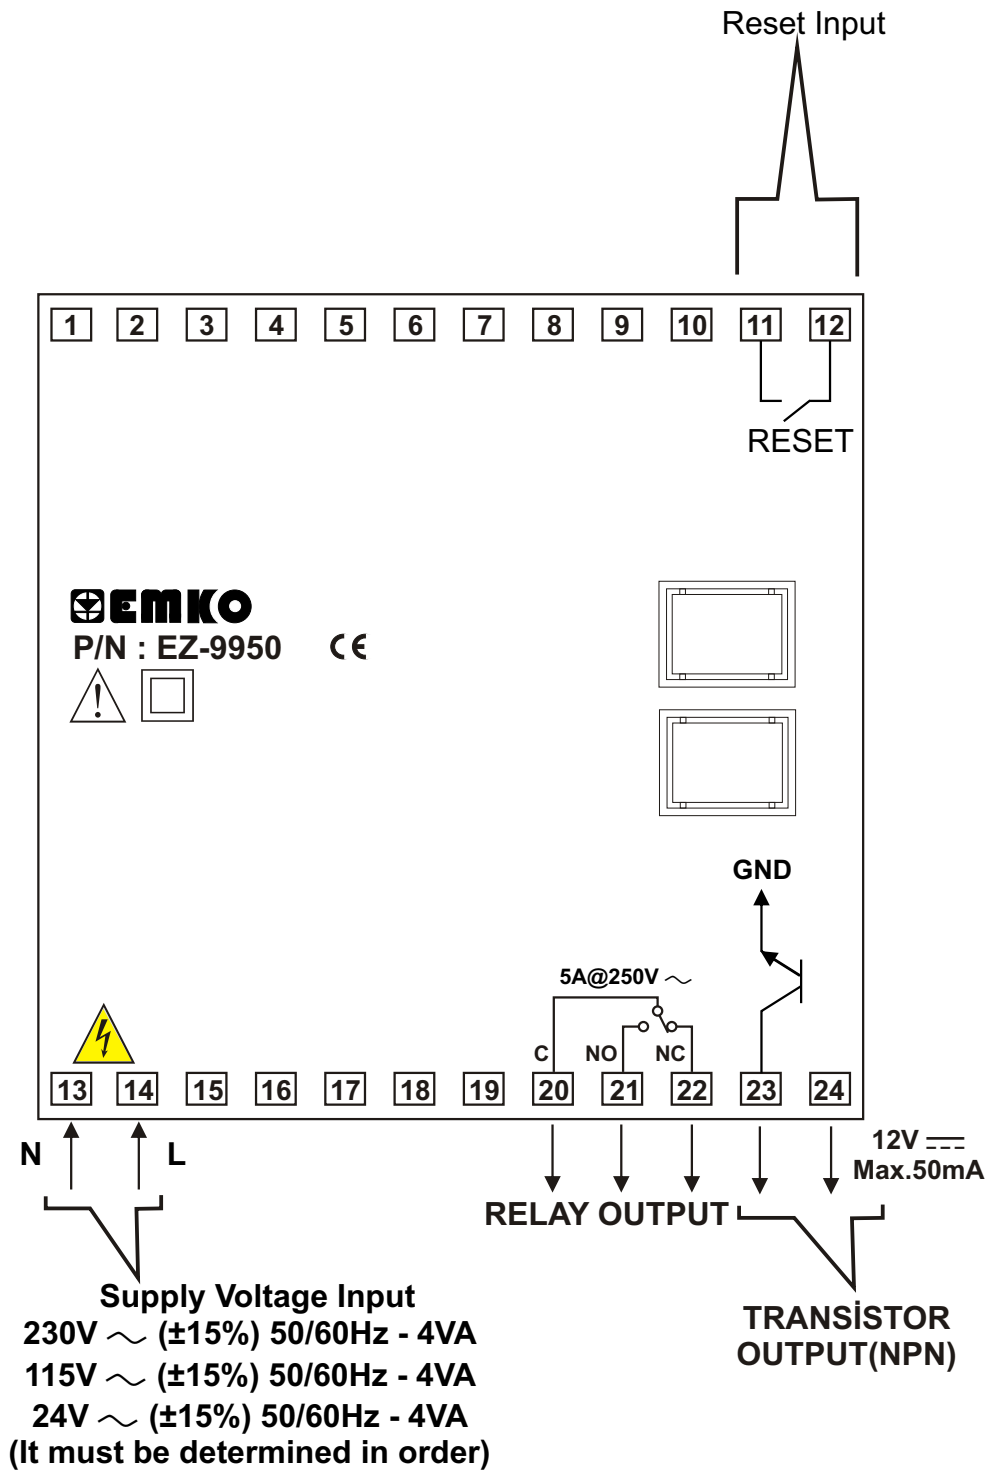 Reset Input
1 2 3 4 5 6 7 8 9 10 11 12
RESET
EMKO
P/N : EZ-9950 CE
GND
5A@250V ~
C NO NC
13 14 15 16 17 18 19 20 21 22 23 24
N L
12V ⎓
Max.50mA
RELAY OUTPUT
Supply Voltage Input
230V ~ (±15%) 50/60Hz - 4VA
115V ~ (±15%) 50/60Hz - 4VA
24V ~ (±15%) 50/60Hz - 4VA
(It must be determined in order)
TRANSİSTOR
OUTPUT(NPN)